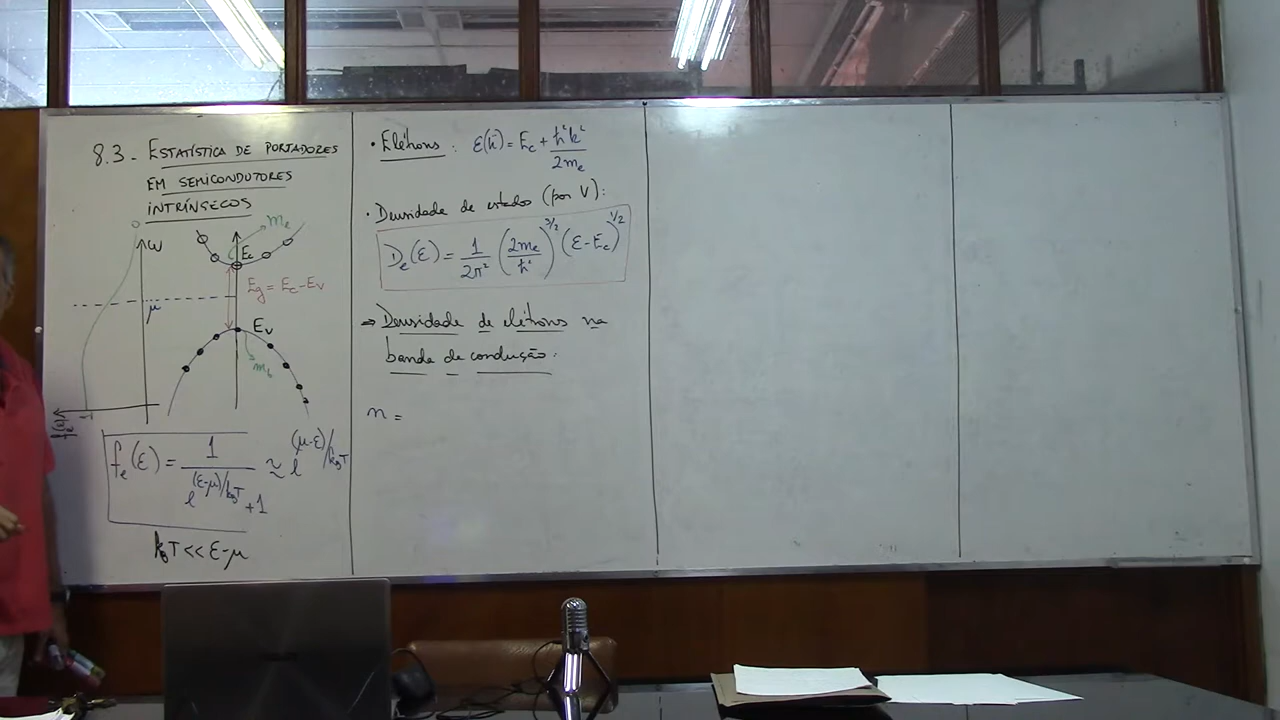 8.3 - ESTATÍSTICA DE PORTADORES
EM SEMICONDUTORES
INTRÍNSECOS
ω
μ
1
m_e
E_c
E_g = E_c - E_v
E_v
f_e(ε) = 1/(e^{(ε-μ)/k_BT} + 1) ≃ e^{(μ-ε)/k_BT}
k_BT << ε-μ
• Elétrons: ε(k) = E_c + ħ²k²/2m_e
• Densidade de estados (por V):
D_e(ε) = 1/2π² (2m_e/ħ²)^{3/2} (ε - E_c)^{1/2}
⇒ Densidade de elétrons na
banda de condução:
n =